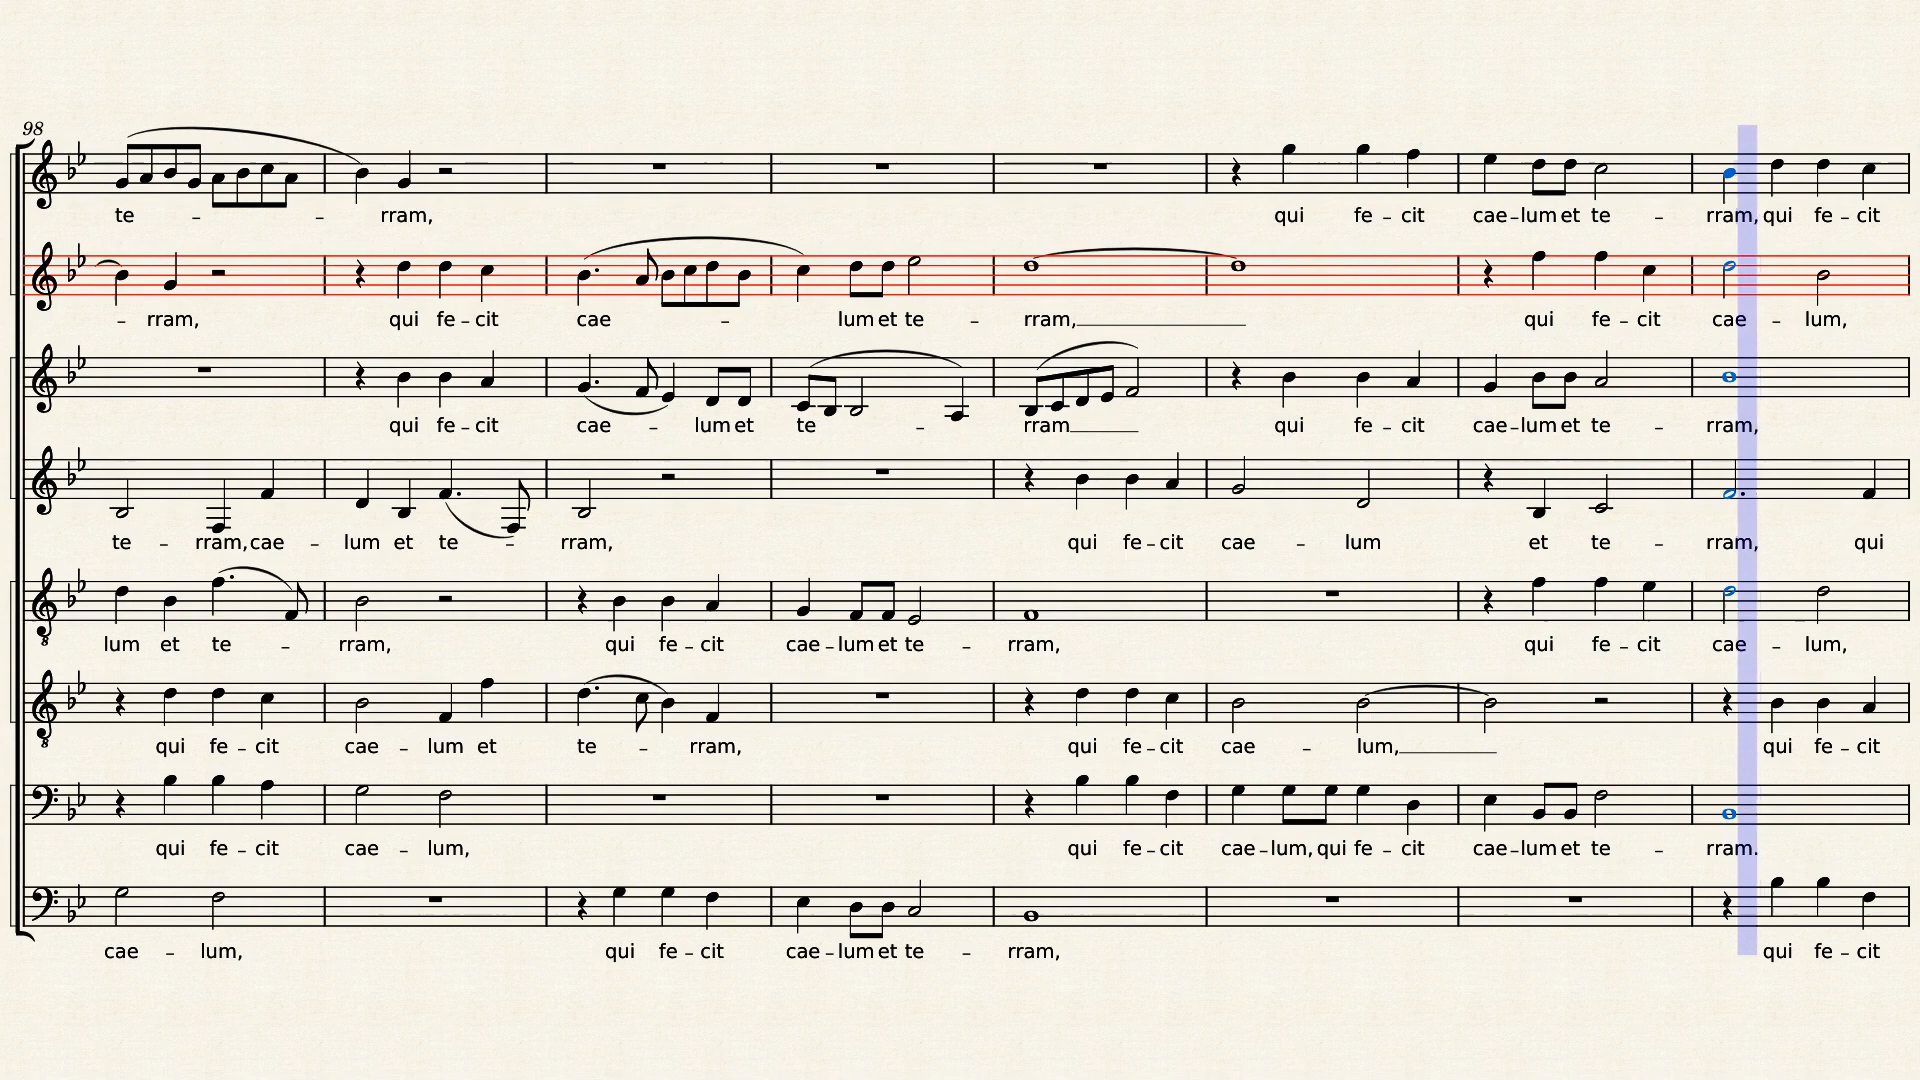 98
te - - rram, qui fe - cit cae - lum et te - rram, qui fe - cit
- rram, qui fe - cit cae - lum et te - rram, qui fe - cit cae - lum,
qui fe - cit cae - lum et te - rram qui fe - cit cae - lum et te - rram,
te - rram, cae - lum et te - rram, qui fe - cit cae - lum et te - rram, qui
lum et te - rram, qui fe - cit cae - lum et te - rram, qui fe - cit cae - lum,
qui fe - cit cae - lum et te - rram, qui fe - cit cae - lum, qui fe - cit
qui fe - cit cae - lum, qui fe - cit cae - lum, qui fe - cit cae - lum et te - rram.
cae - lum, qui fe - cit cae - lum et te - rram, qui fe - cit